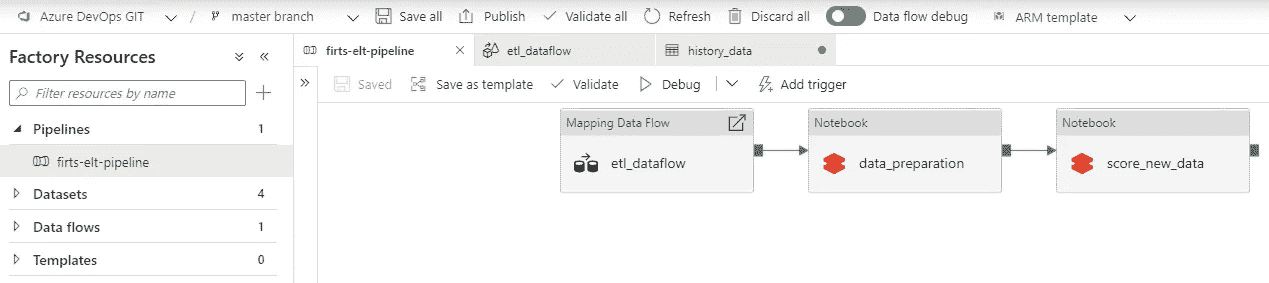 Azure DevOps GIT master branch Save all Publish Validate all Refresh Discard all Data flow debug ARM template
Factory Resources
Filter resources by name
Pipelines 1
firts-elt-pipeline
Datasets 4
Data flows 1
Templates 0
firts-elt-pipeline etl_dataflow history_data
Saved Save as template Validate Debug Add trigger
Mapping Data Flow
etl_dataflow
Notebook
data_preparation
Notebook
score_new_data